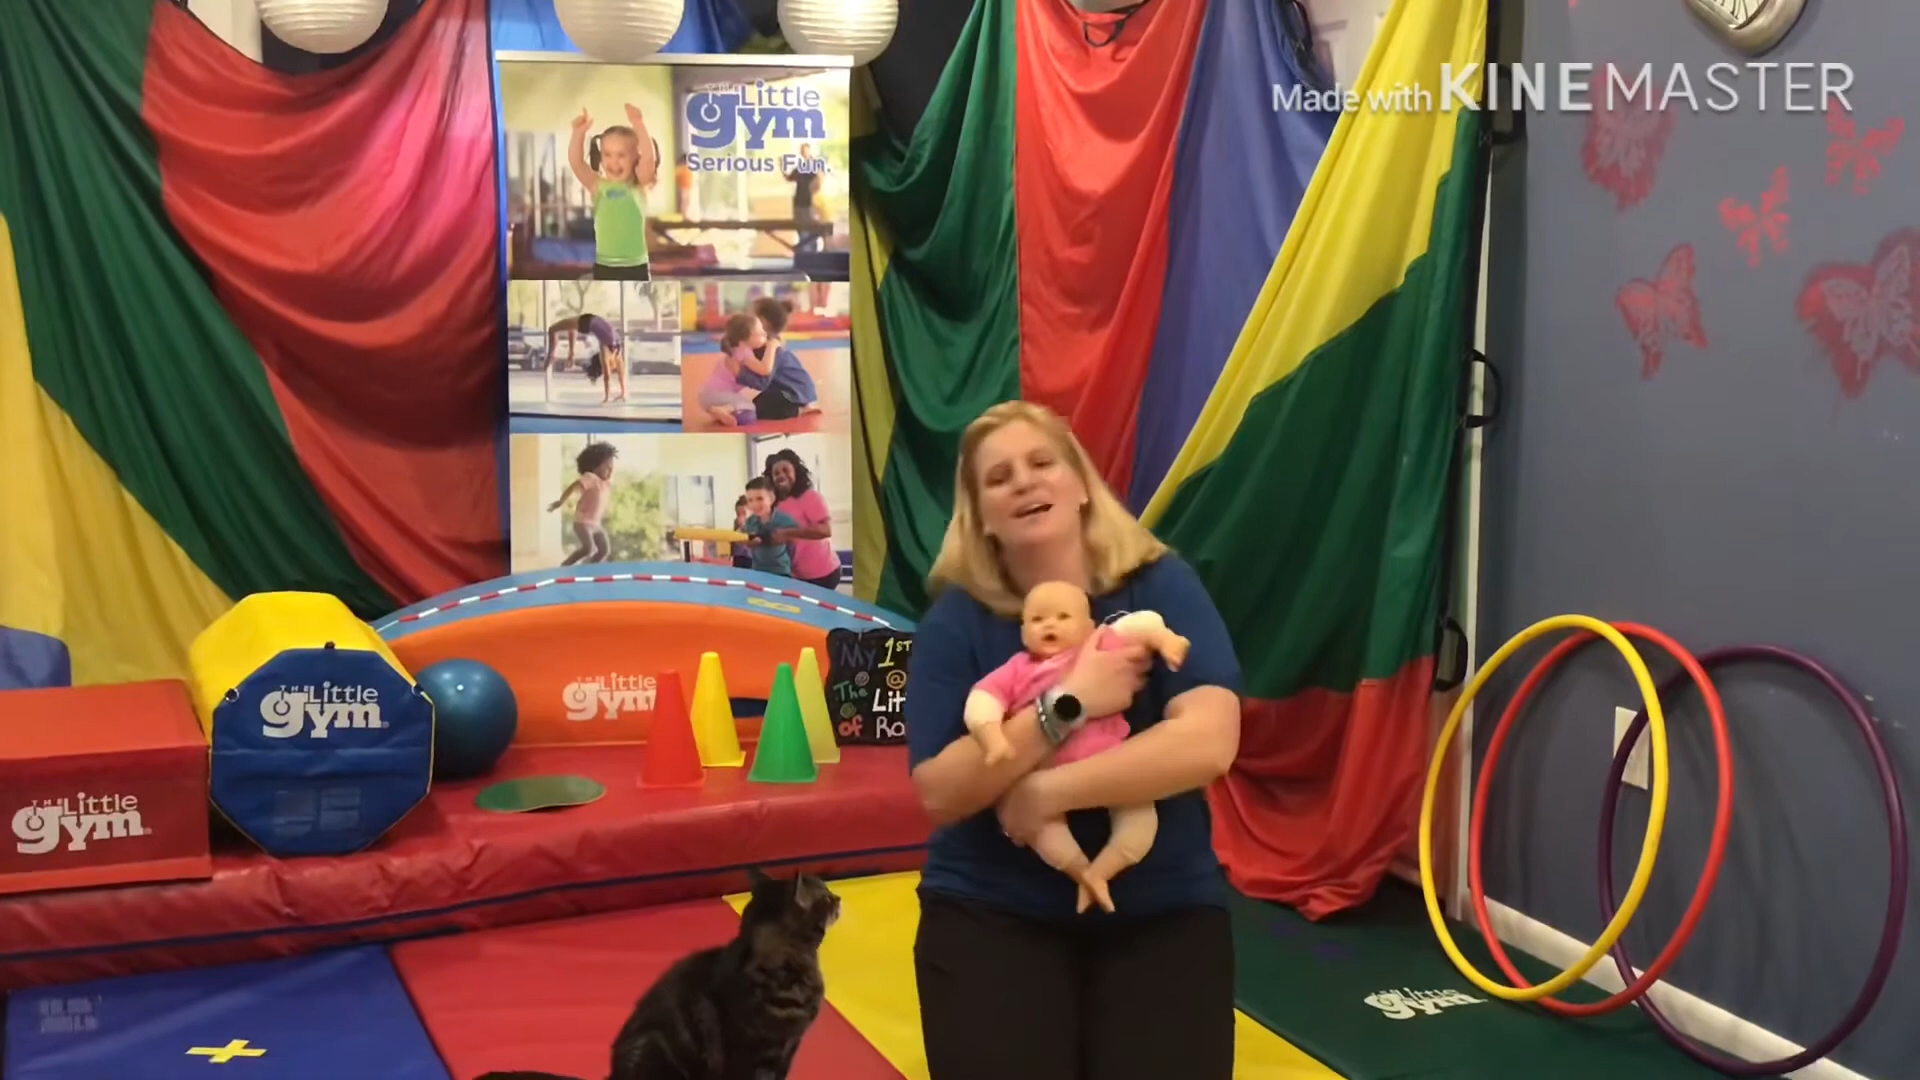 Made with KINEMASTER
THE Little
gym
Serious Fun.
THE Little
gym
THE Little
gym
THE Little
gym
My 1ST
@ @
The Lit
of Ro
THE Little
gym